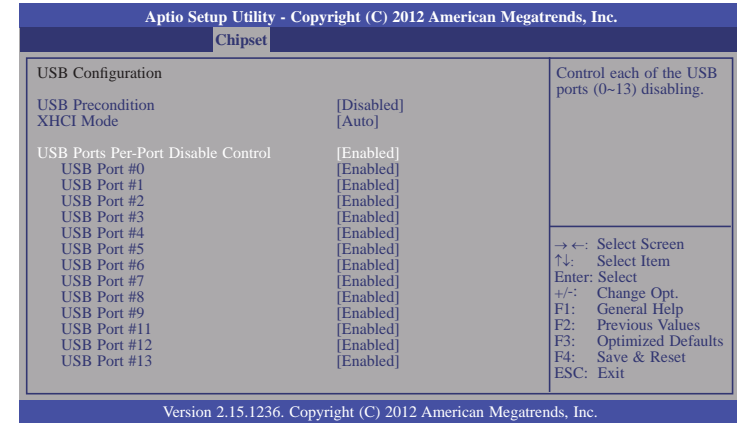 Aptio Setup Utility - Copyright (C) 2012 American Megatrends, Inc.
Chipset
USB Configuration
USB Precondition [Disabled]
XHCI Mode [Auto]
USB Ports Per-Port Disable Control [Enabled]
USB Port #0 [Enabled]
USB Port #1 [Enabled]
USB Port #2 [Enabled]
USB Port #3 [Enabled]
USB Port #4 [Enabled]
USB Port #5 [Enabled]
USB Port #6 [Enabled]
USB Port #7 [Enabled]
USB Port #8 [Enabled]
USB Port #9 [Enabled]
USB Port #11 [Enabled]
USB Port #12 [Enabled]
USB Port #13 [Enabled]
Control each of the USB
ports (0~13) disabling.
→←: Select Screen
↑↓: Select Item
Enter: Select
+/-: Change Opt.
F1: General Help
F2: Previous Values
F3: Optimized Defaults
F4: Save & Reset
ESC: Exit
Version 2.15.1236. Copyright (C) 2012 American Megatrends, Inc.